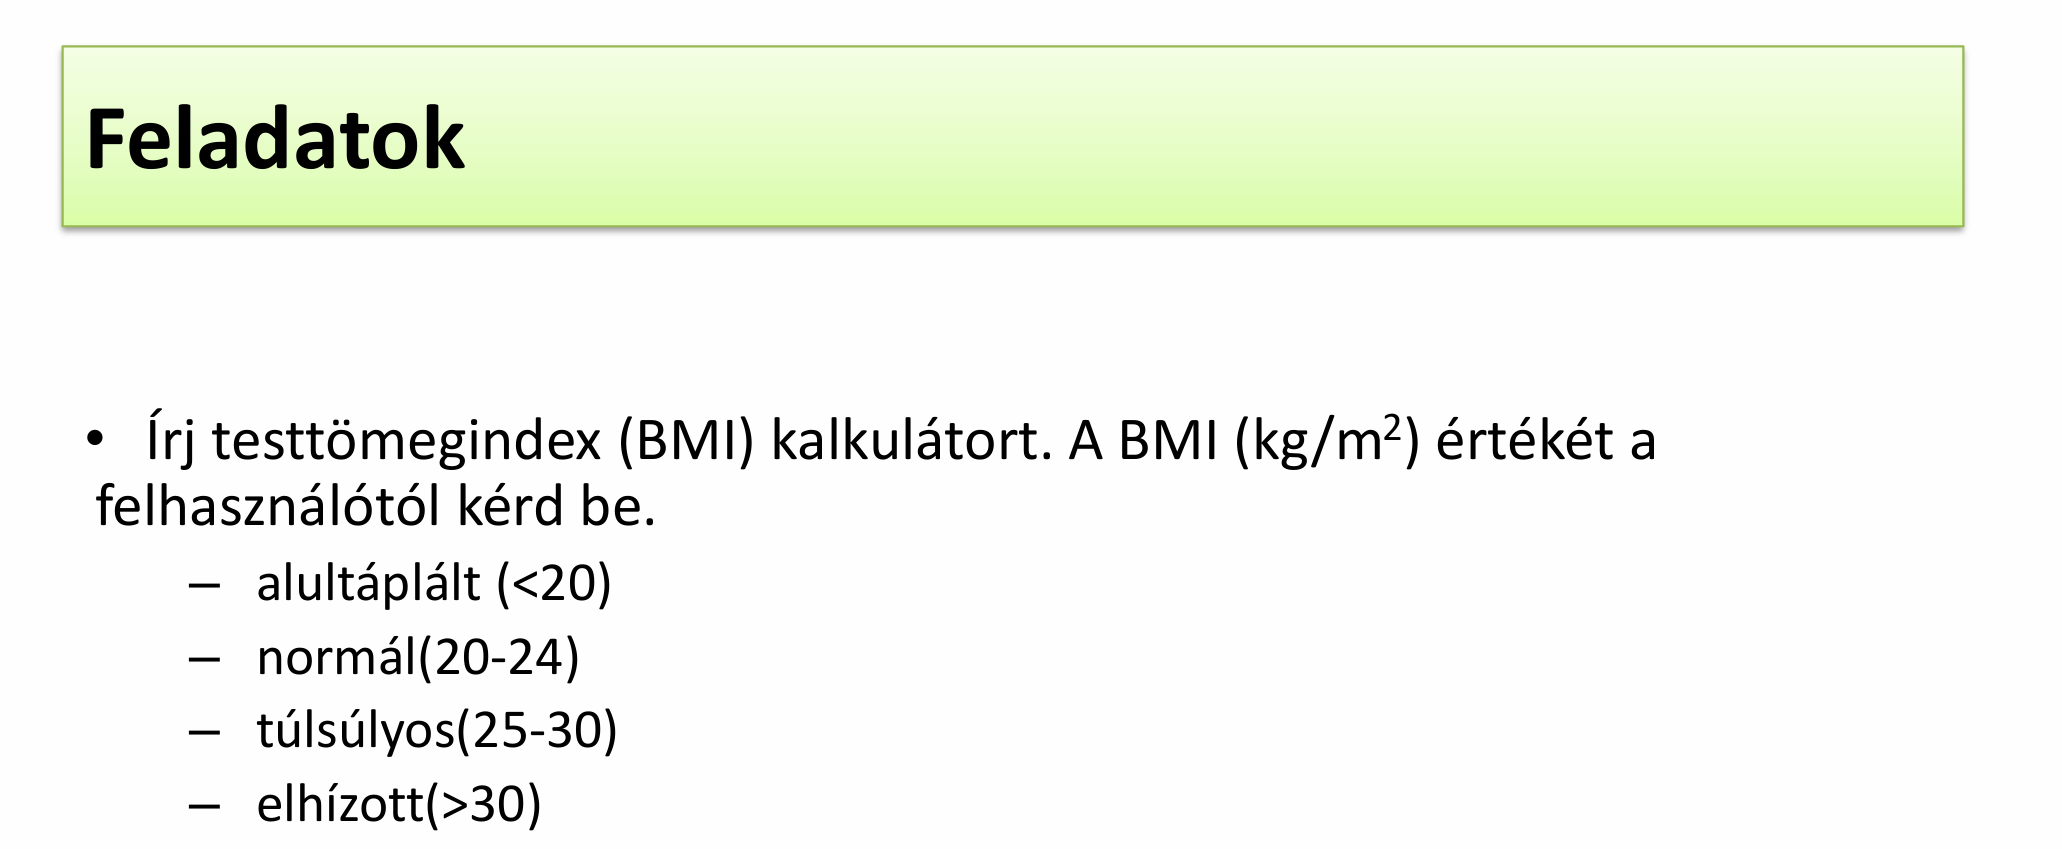 Feladatok
• Írj testtömegindex (BMI) kalkulátort. A BMI (kg/m²) értékét a
felhasználótól kérd be.
– alultáplált (<20)
– normál(20-24)
– túlsúlyos(25-30)
– elhízott(>30)